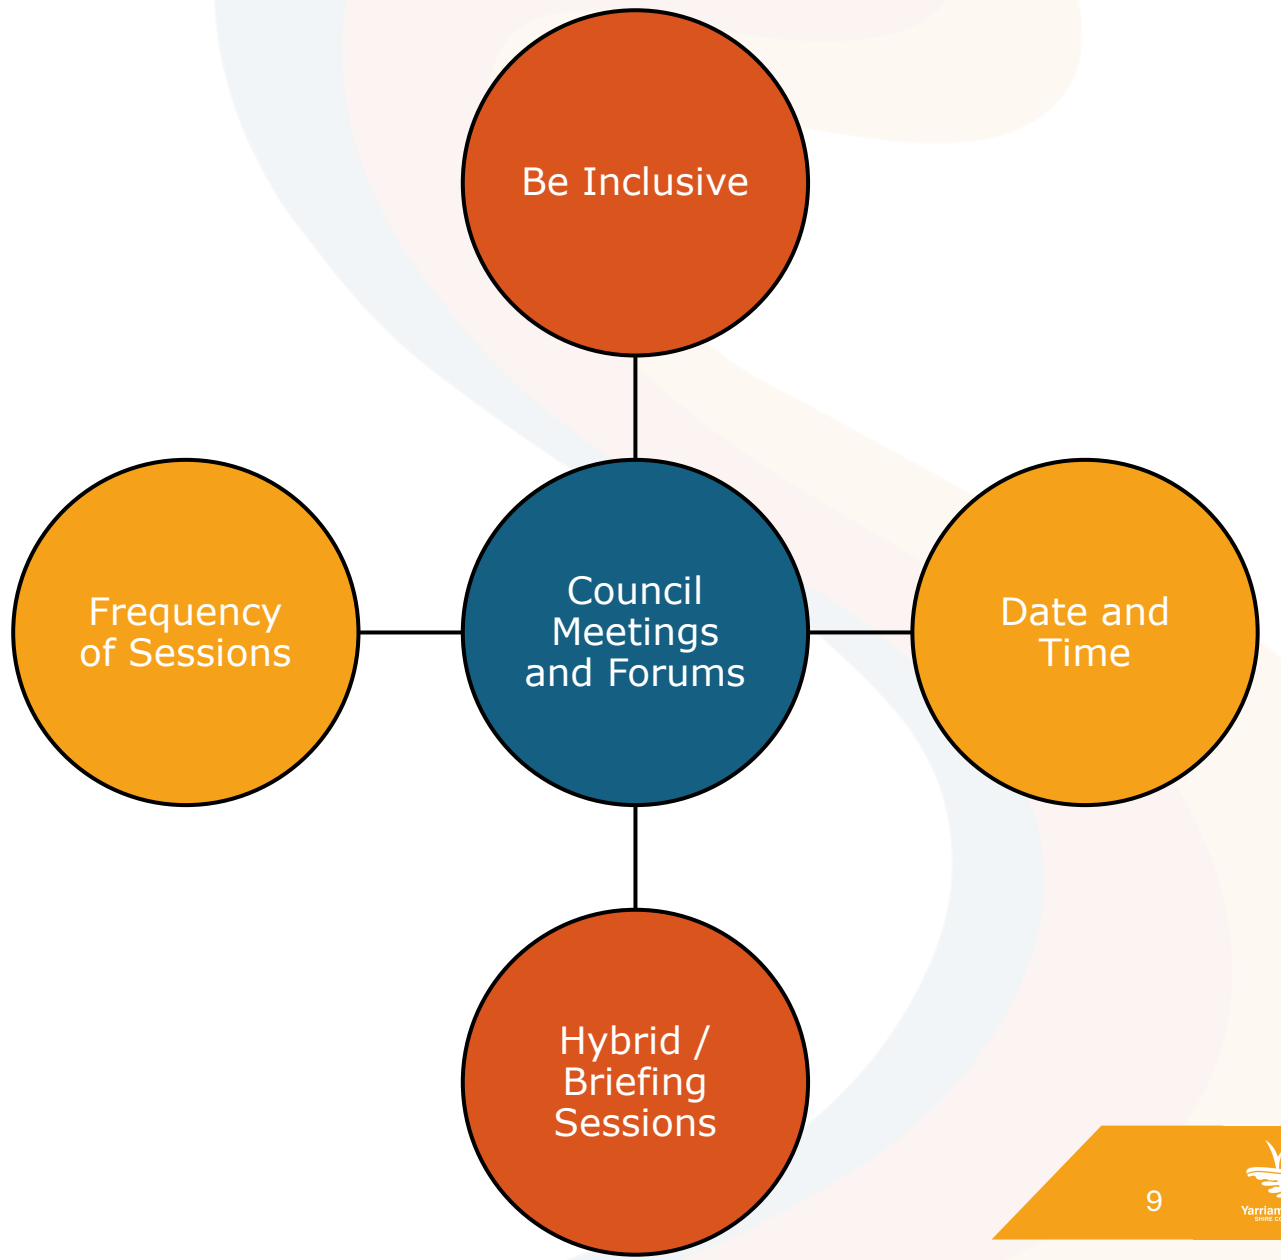 Be Inclusive
Frequency
of Sessions
Council
Meetings
and Forums
Date and
Time
Hybrid /
Briefing
Sessions
9